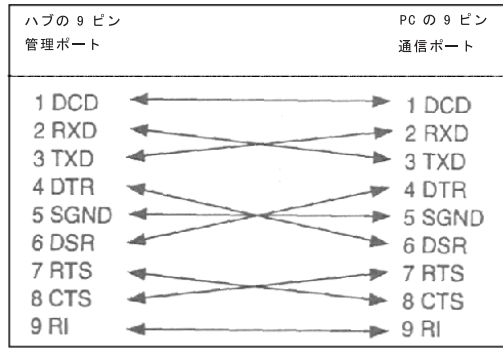 ハブの 9 ピン
管理ポート
PC の 9 ピン
通信ポート
1 DCD
2 RXD
3 TXD
4 DTR
5 SGND
6 DSR
7 RTS
8 CTS
9 RI
1 DCD
2 RXD
3 TXD
4 DTR
5 SGND
6 DSR
7 RTS
8 CTS
9 RI